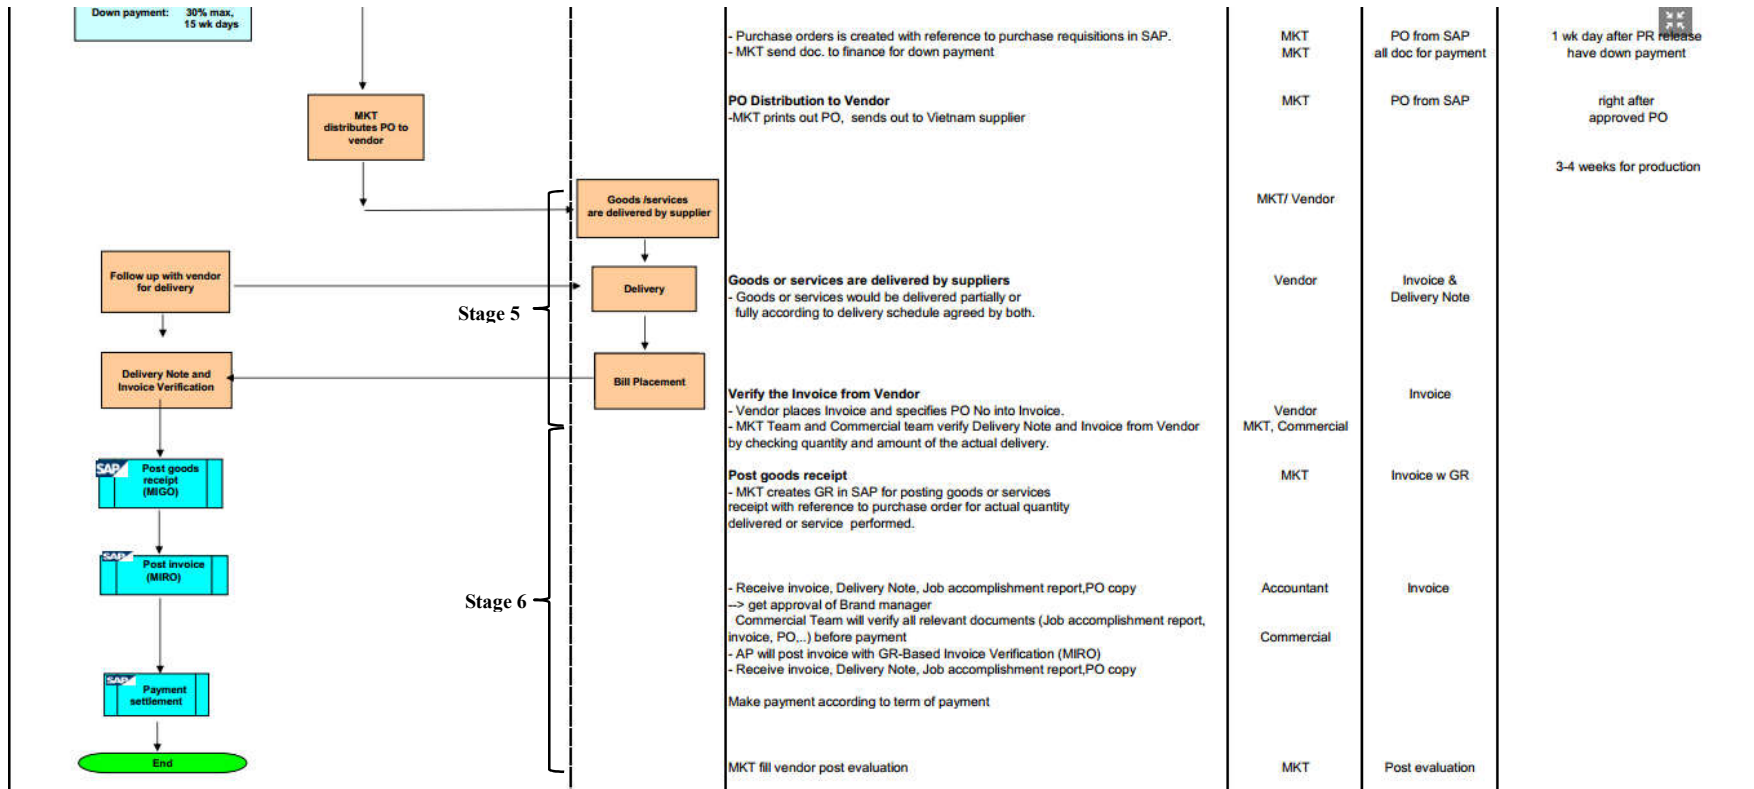 Down payment: 30% max,
15 wk days
- Purchase orders is created with reference to purchase requisitions in SAP. MKT PO from SAP 1 wk day after PR release
- MKT send doc. to finance for down payment MKT all doc for payment have down payment
MKT
distributes PO to
vendor
PO Distribution to Vendor MKT PO from SAP right after
-MKT prints out PO, sends out to Vietnam supplier approved PO
3-4 weeks for production
Goods /services
are delivered by supplier
MKT/ Vendor
Follow up with vendor
for delivery
Delivery
Stage 5
Goods or services are delivered by suppliers Vendor Invoice &
- Goods or services would be delivered partially or Delivery Note
fully according to delivery schedule agreed by both.
Delivery Note and
Invoice Verification
Bill Placement
Verify the Invoice from Vendor Invoice
- Vendor places Invoice and specifies PO No into Invoice. Vendor
- MKT Team and Commercial team verify Delivery Note and Invoice from Vendor MKT, Commercial
by checking quantity and amount of the actual delivery.
SAP
Post goods
receipt
(MIGO)
Post goods receipt MKT Invoice w GR
- MKT creates GR in SAP for posting goods or services
receipt with reference to purchase order for actual quantity
delivered or service performed.
SAP
Post invoice
(MIRO)
Stage 6
- Receive invoice, Delivery Note, Job accomplishment report,PO copy Accountant Invoice
--> get approval of Brand manager
Commercial Team will verify all relevant documents (Job accomplishment report,
invoice, PO,..) before payment Commercial
- AP will post invoice with GR-Based Invoice Verification (MIRO)
- Receive invoice, Delivery Note, Job accomplishment report,PO copy
SAP
Payment
settlement
Make payment according to term of payment
End
MKT fill vendor post evaluation MKT Post evaluation